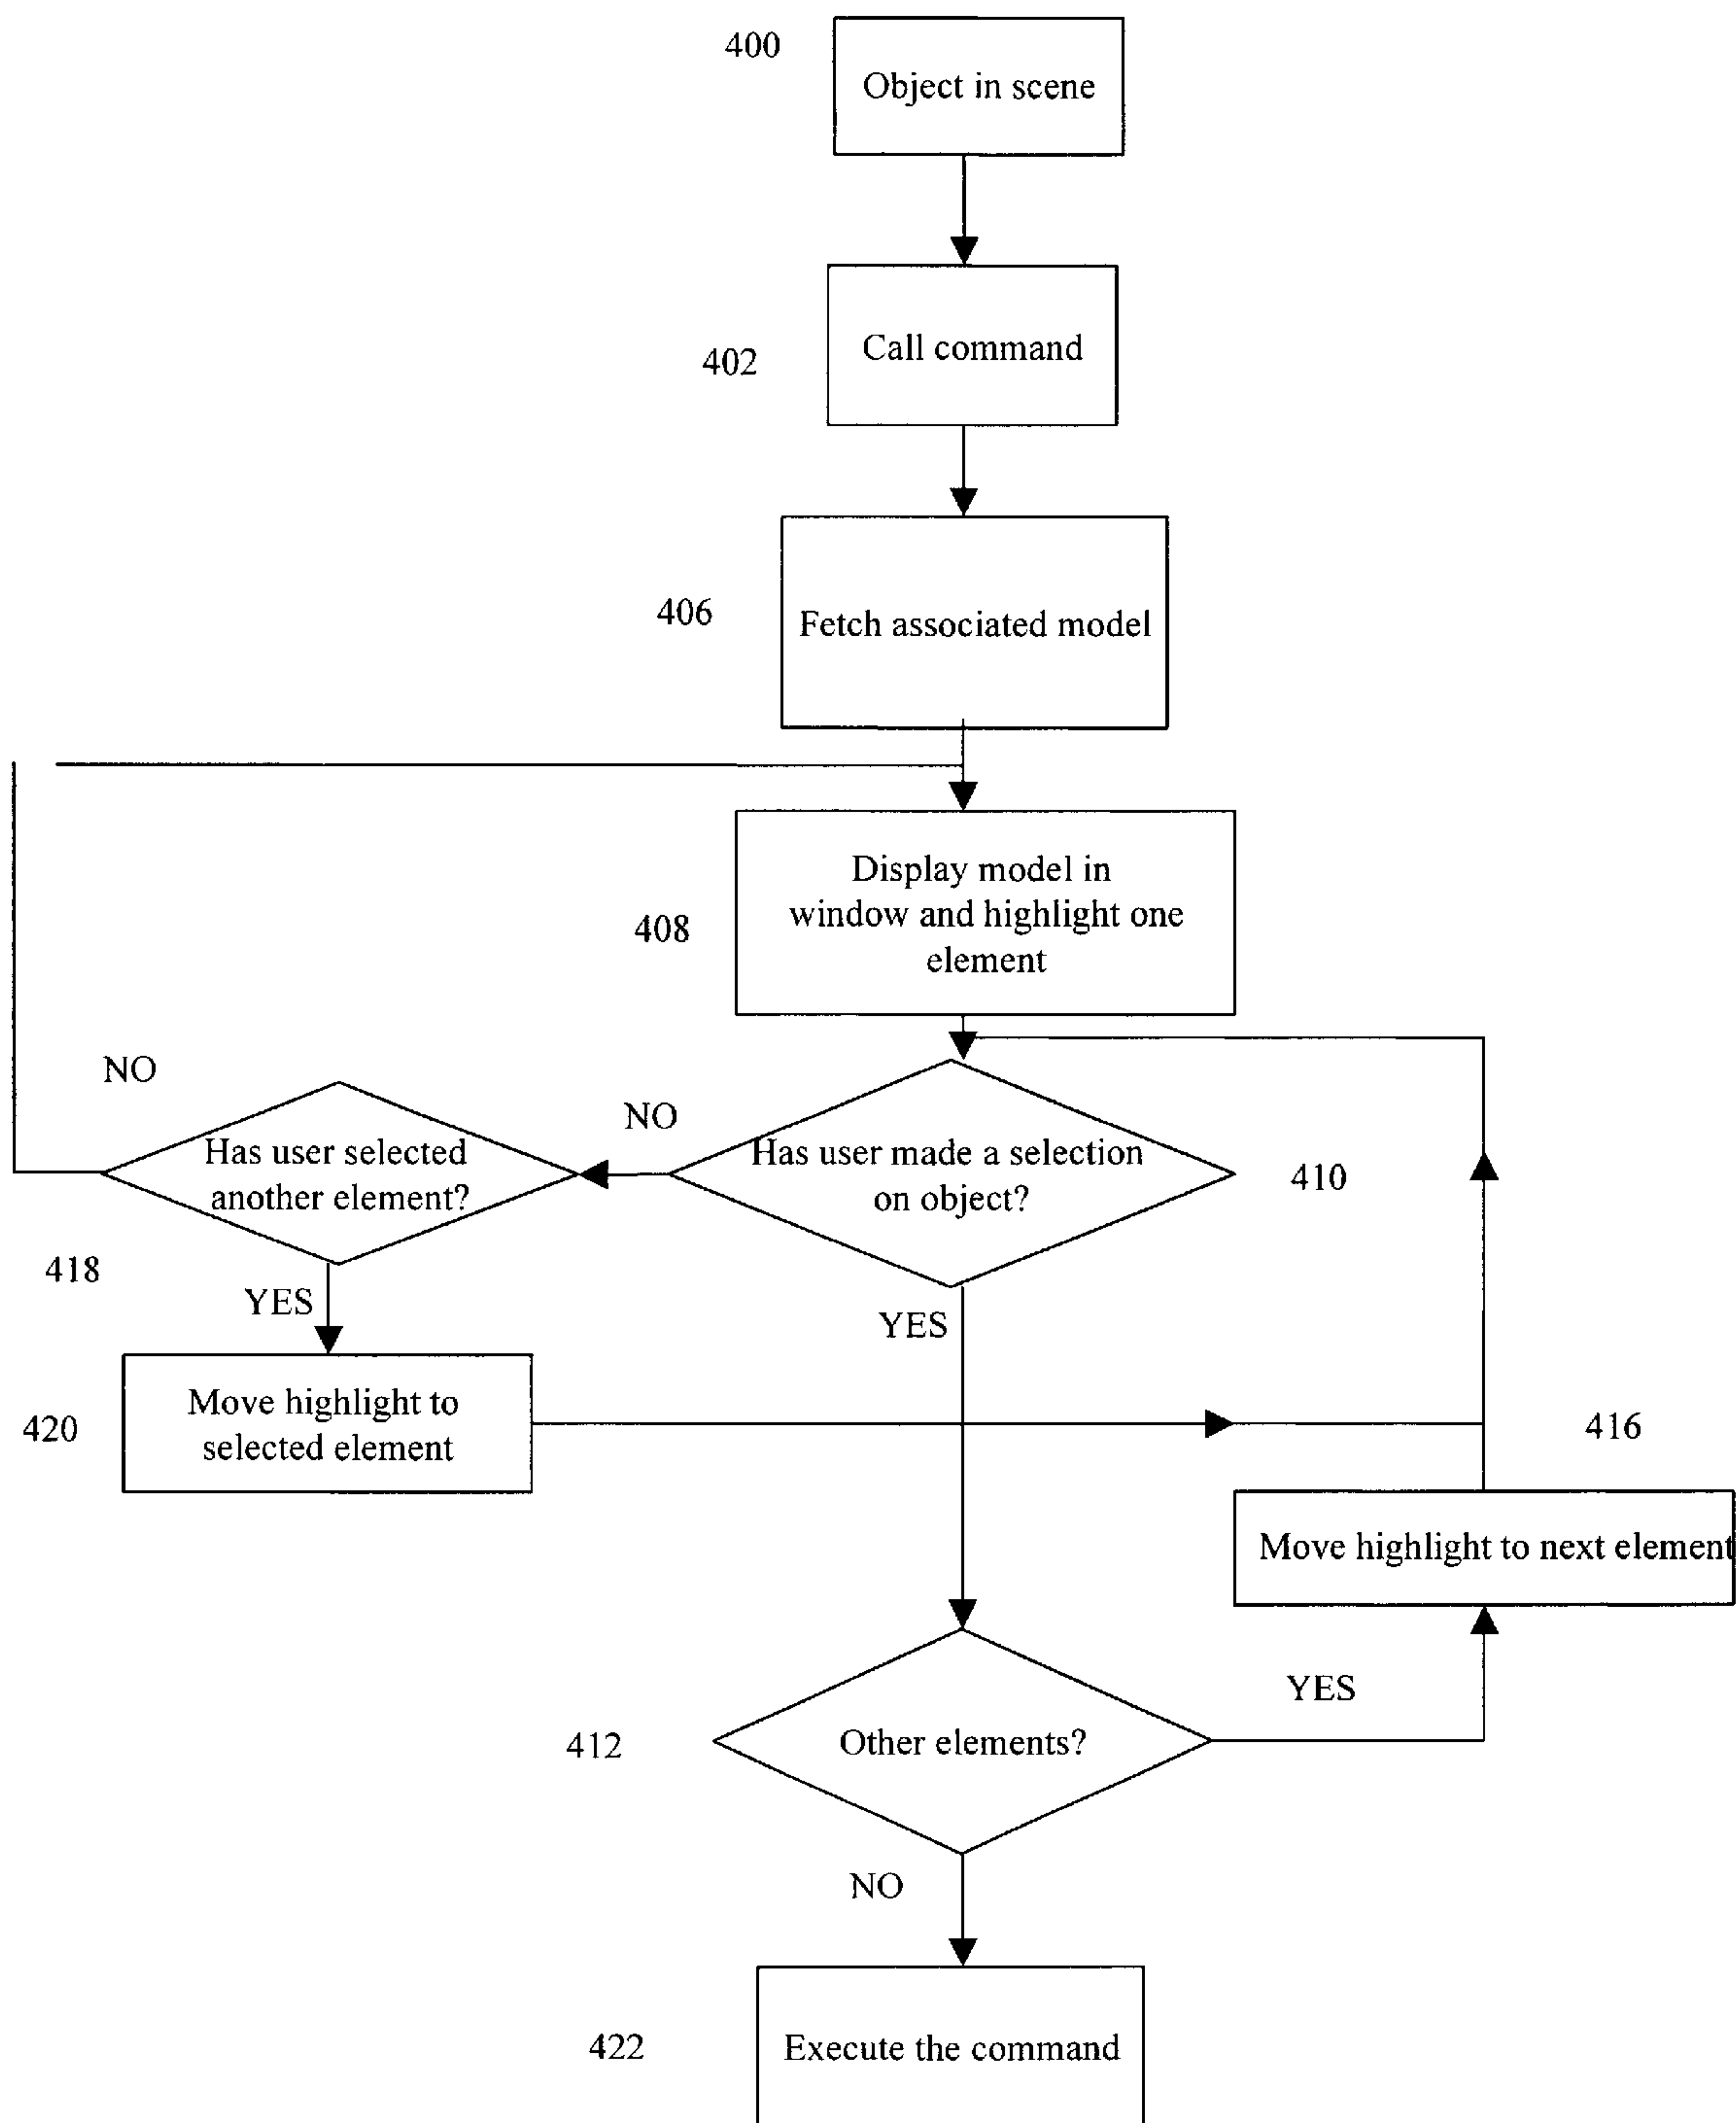 400
Object in scene
402
Call command
406
Fetch associated model
408
Display model in
window and highlight one
element
NO
NO
Has user selected
another element?
Has user made a selection
on object?
410
418
YES
YES
420
Move highlight to
selected element
416
Move highlight to next element
YES
412
Other elements?
NO
422
Execute the command